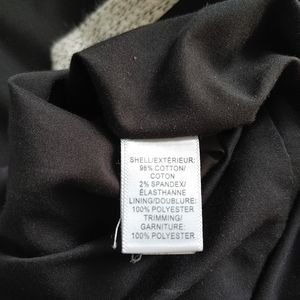 SHELL/EXTÉRIEUR:
98% COTTON/
COTON
2% SPANDEX/
ÉLASTHANNE
LINING/DOUBLURE:
100% POLYESTER
TRIMMING/
GARNITURE:
100% POLYESTER